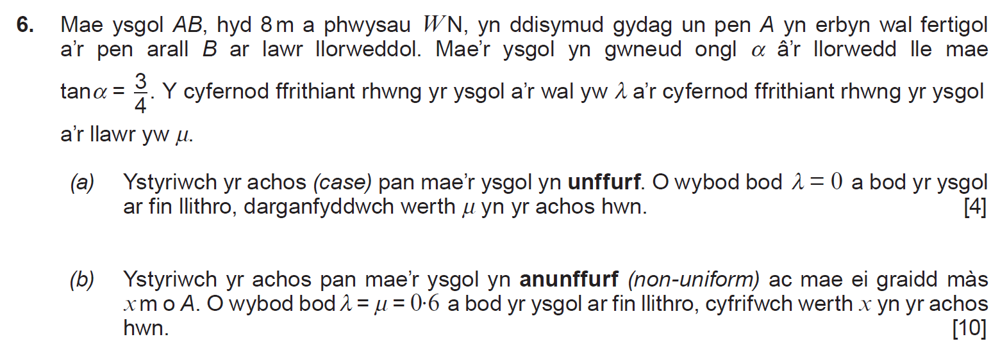 6. Mae ysgol AB, hyd 8 m a phwysau W N, yn ddisymud gydag un pen A yn erbyn wal fertigol
a'r pen arall B ar lawr llorweddol. Mae'r ysgol yn gwneud ongl α â'r llorwedd lle mae
tan α = 3/4. Y cyfernod ffrithiant rhwng yr ysgol a'r wal yw λ a'r cyfernod ffrithiant rhwng yr ysgol
a'r llawr yw μ.
(a) Ystyriwch yr achos (case) pan mae'r ysgol yn unffurf. O wybod bod λ = 0 a bod yr ysgol
ar fin llithro, darganfyddwch werth μ yn yr achos hwn. [4]
(b) Ystyriwch yr achos pan mae'r ysgol yn anunffurf (non-uniform) ac mae ei graidd màs
x m o A. O wybod bod λ = μ = 0·6 a bod yr ysgol ar fin llithro, cyfrifwch werth x yn yr achos
hwn. [10]